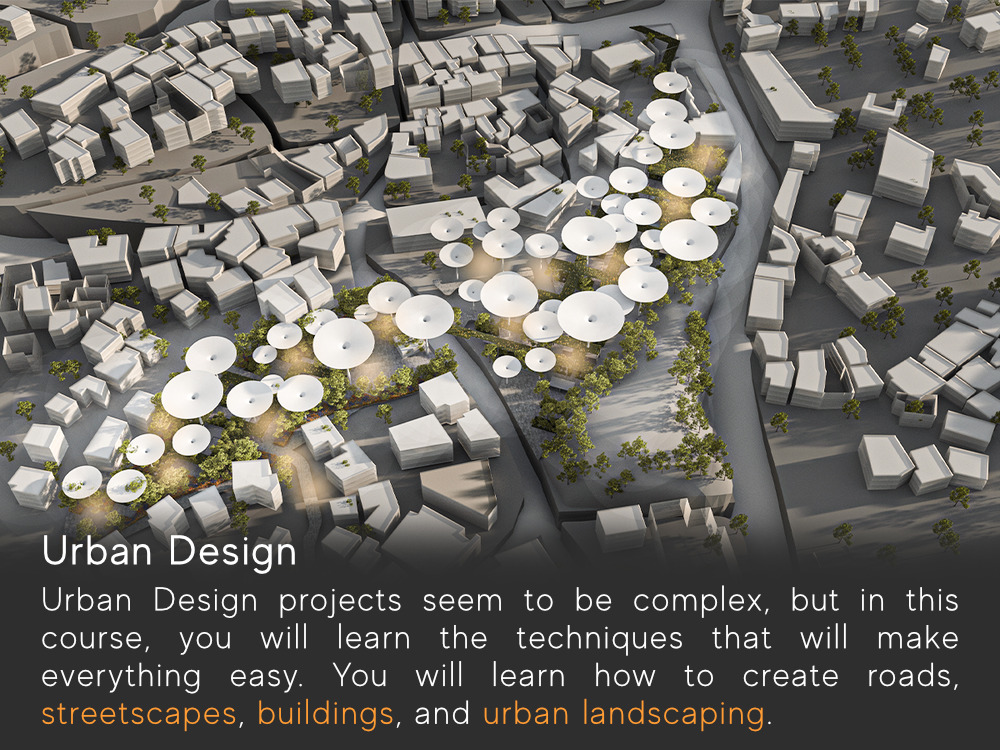 Urban Design
Urban Design projects seem to be complex, but in this
course, you will learn the techniques that will make
everything easy. You will learn how to create roads,
streetscapes, buildings, and urban landscaping.